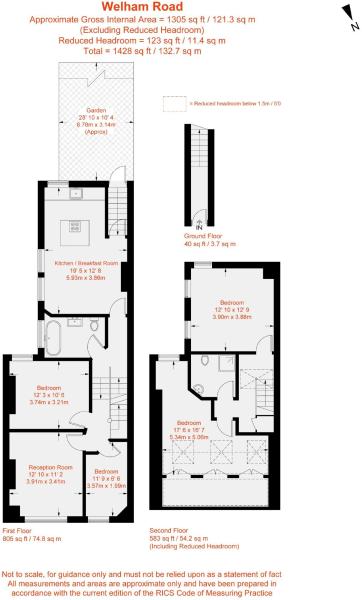 Welham Road
Approximate Gross Internal Area = 1305 sq ft / 121.3 sq m
(Excluding Reduced Headroom)
Reduced Headroom = 123 sq ft / 11.4 sq m
Total = 1428 sq ft / 132.7 sq m
N
= Reduced headroom below 1.5m / 5'0
Garden
28' 10 x 10' 4
8.78m x 3.14m
(Approx)
IN
Ground Floor
40 sq ft / 3.7 sq m
Kitchen / Breakfast Room
19' 5 x 12' 8
5.93m x 3.86m
Bedroom
12' 10 x 12' 9
3.90m x 3.88m
Bedroom
12' 3 x 10' 6
3.74m x 3.21m
Bedroom
17' 6 x 16' 7
5.34m x 5.06m
Reception Room
12' 10 x 11' 2
3.91m x 3.41m
Bedroom
11' 9 x 6' 6
3.57m x 1.99m
First Floor
805 sq ft / 74.8 sq m
Second Floor
583 sq ft / 54.2 sq m
(Including Reduced Headroom)
Not to scale, for guidance only and must not be relied upon as a statement of fact
All measurements and areas are approximate only and have been prepared in
accordance with the current edition of the RICS Code of Measuring Practice